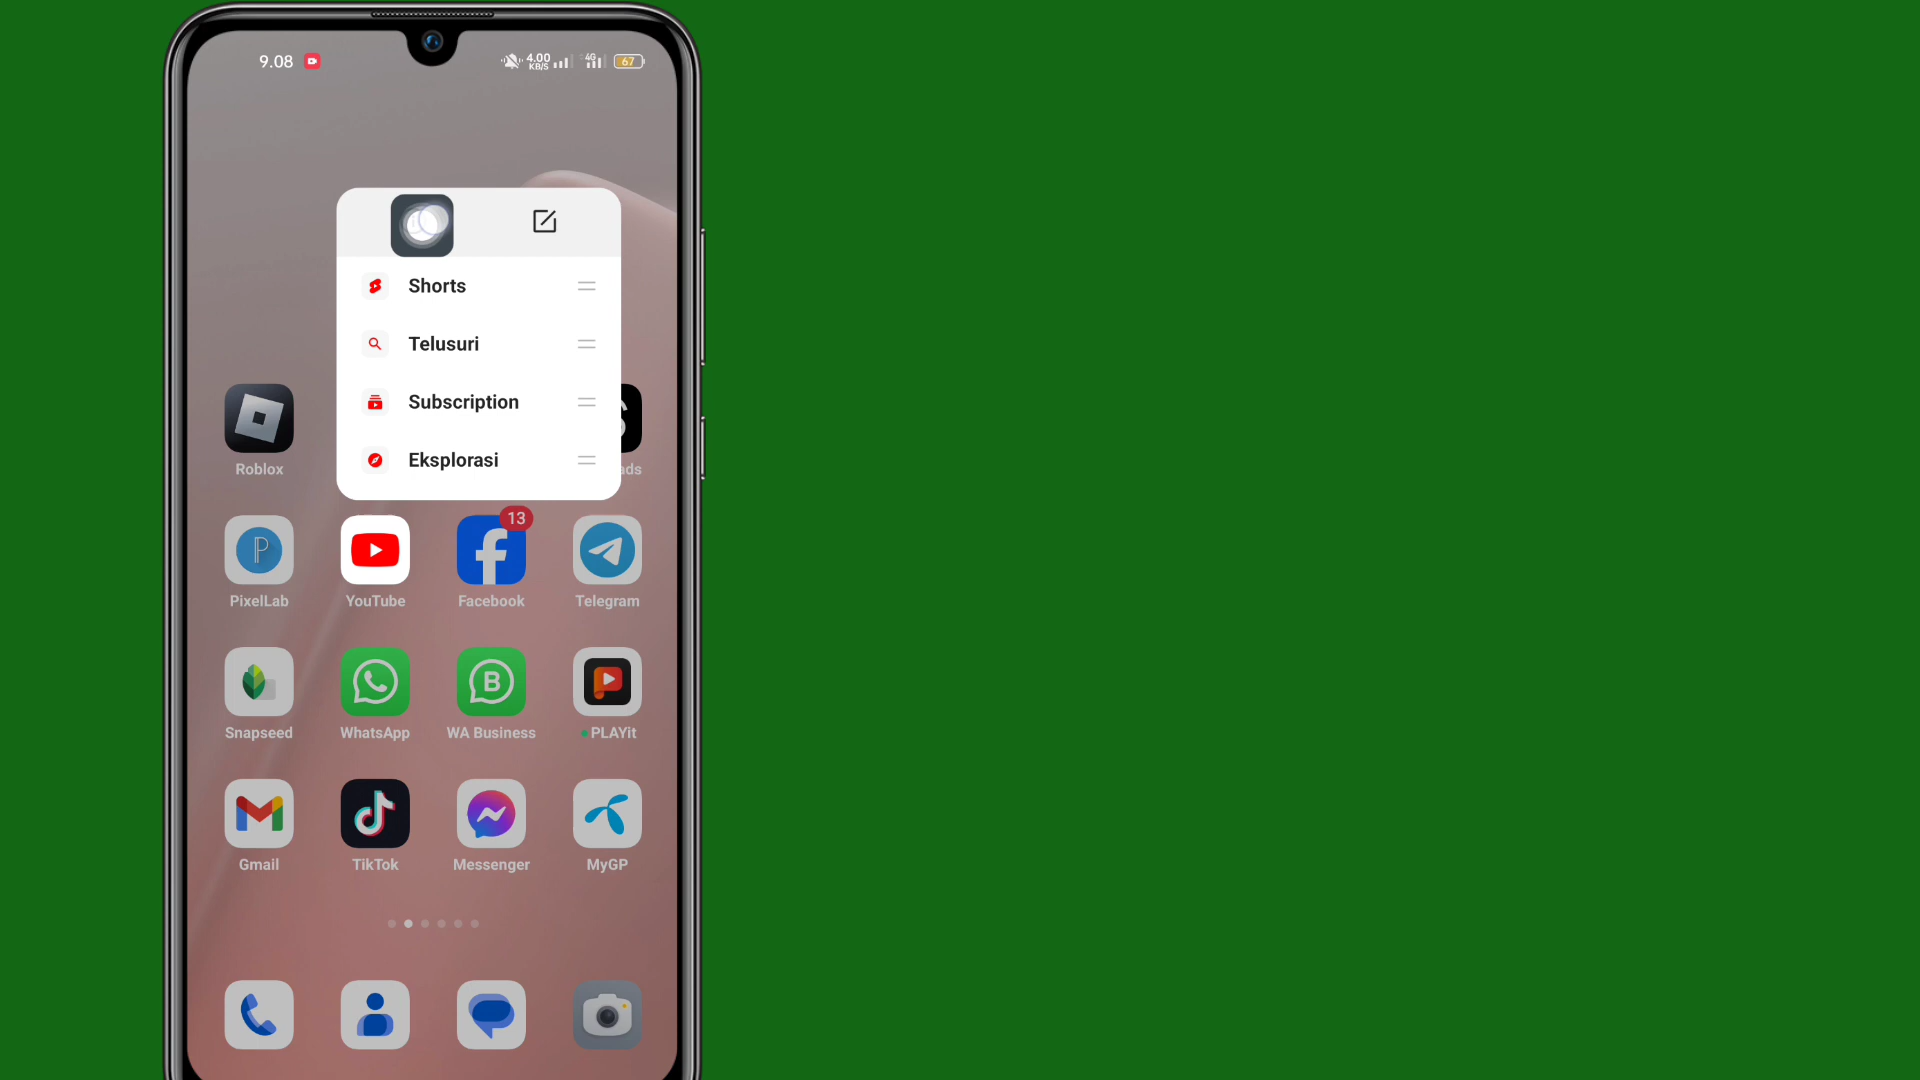 9.08
4.00
KB/S
4G
67
Shorts
Telusuri
Subscription
Eksplorasi
Roblox
ads
13
PixelLab
YouTube
Facebook
Telegram
Snapseed
WhatsApp
WA Business
PLAYit
Gmail
TikTok
Messenger
MyGP